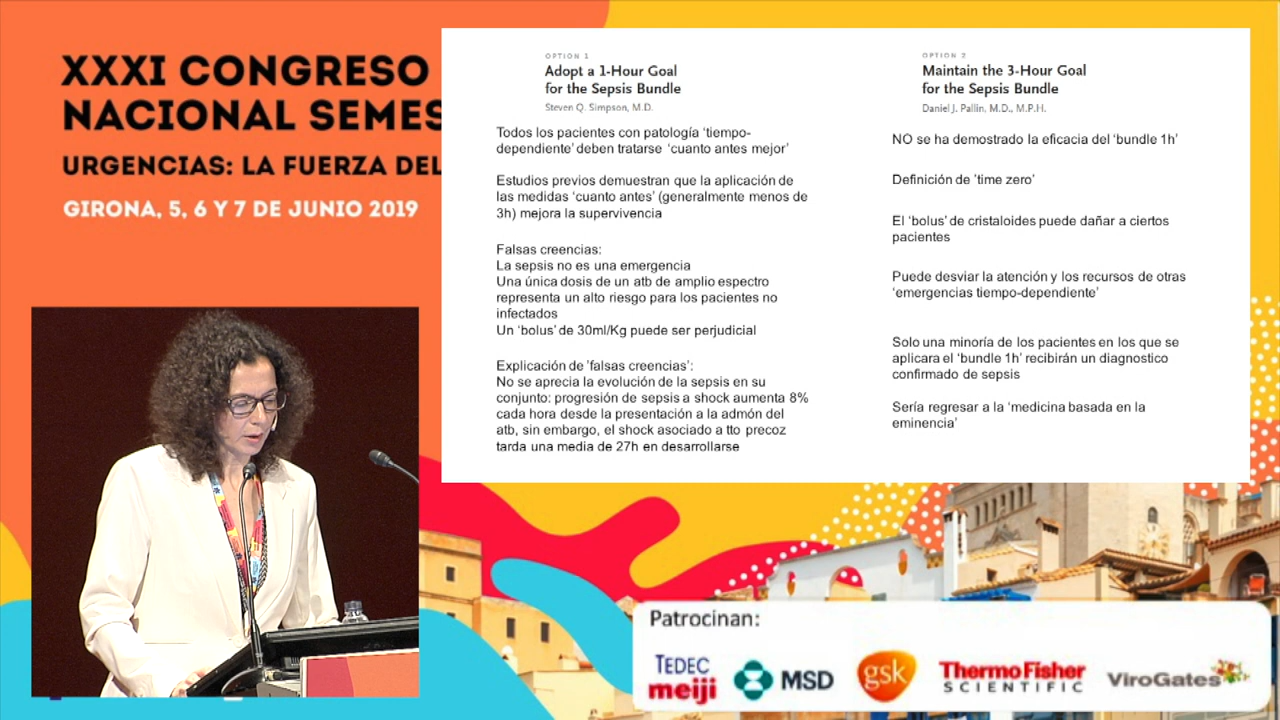 XXXI CONGRESO
NACIONAL SEMES
URGENCIAS: LA FUERZA DEL
GIRONA, 5, 6 Y 7 DE JUNIO 2019
OPTION 1
Adopt a 1-Hour Goal
for the Sepsis Bundle
Steven Q. Simpson, M.D.
Todos los pacientes con patología ‘tiempo-
dependiente’ deben tratarse ‘cuanto antes mejor’
Estudios previos demuestran que la aplicación de
las medidas ‘cuanto antes’ (generalmente menos de
3h) mejora la supervivencia
Falsas creencias:
La sepsis no es una emergencia
Una única dosis de un atb de amplio espectro
representa un alto riesgo para los pacientes no
infectados
Un ‘bolus’ de 30ml/Kg puede ser perjudicial
Explicación de ’falsas creencias’:
No se aprecia la evolución de la sepsis en su
conjunto: progresión de sepsis a shock aumenta 8%
cada hora desde la presentación a la admón del
atb, sin embargo, el shock asociado a tto precoz
tarda una media de 27h en desarrollarse
OPTION 2
Maintain the 3-Hour Goal
for the Sepsis Bundle
Daniel J. Pallin, M.D., M.P.H.
NO se ha demostrado la eficacia del ‘bundle 1h’
Definición de ’time zero’
El ‘bolus’ de cristaloides puede dañar a ciertos
pacientes
Puede desviar la atención y los recursos de otras
‘emergencias tiempo-dependiente’
Solo una minoría de los pacientes en los que se
aplicara el ‘bundle 1h’ recibirán un diagnostico
confirmado de sepsis
Sería regresar a la ‘medicina basada en la
eminencia’
Patrocinan:
TEDEC
meiji
MSD
gsk
ThermoFisher
SCIENTIFIC
ViroGates